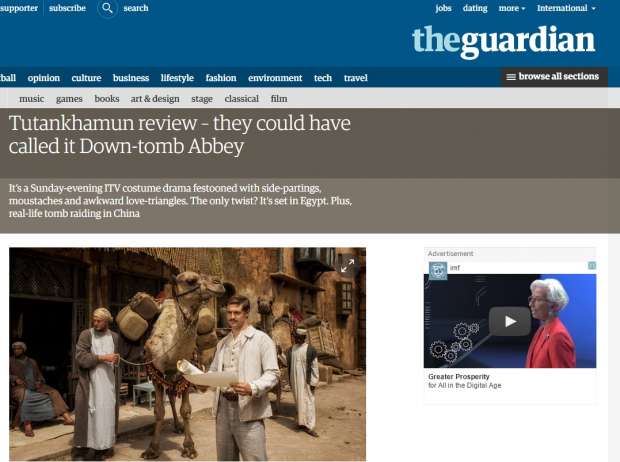 supporter subscribe search jobs dating more International
theguardian
ball opinion culture business lifestyle fashion environment tech travel browse all sections
music games books art & design stage classical film
Tutankhamun review – they could have
called it Down-tomb Abbey
It's a Sunday-evening ITV costume drama festooned with side-partings,
moustaches and awkward love-triangles. The only twist? It's set in Egypt. Plus,
real-life tomb raiding in China
Advertisement
imf
Greater Prosperity
for All in the Digital Age